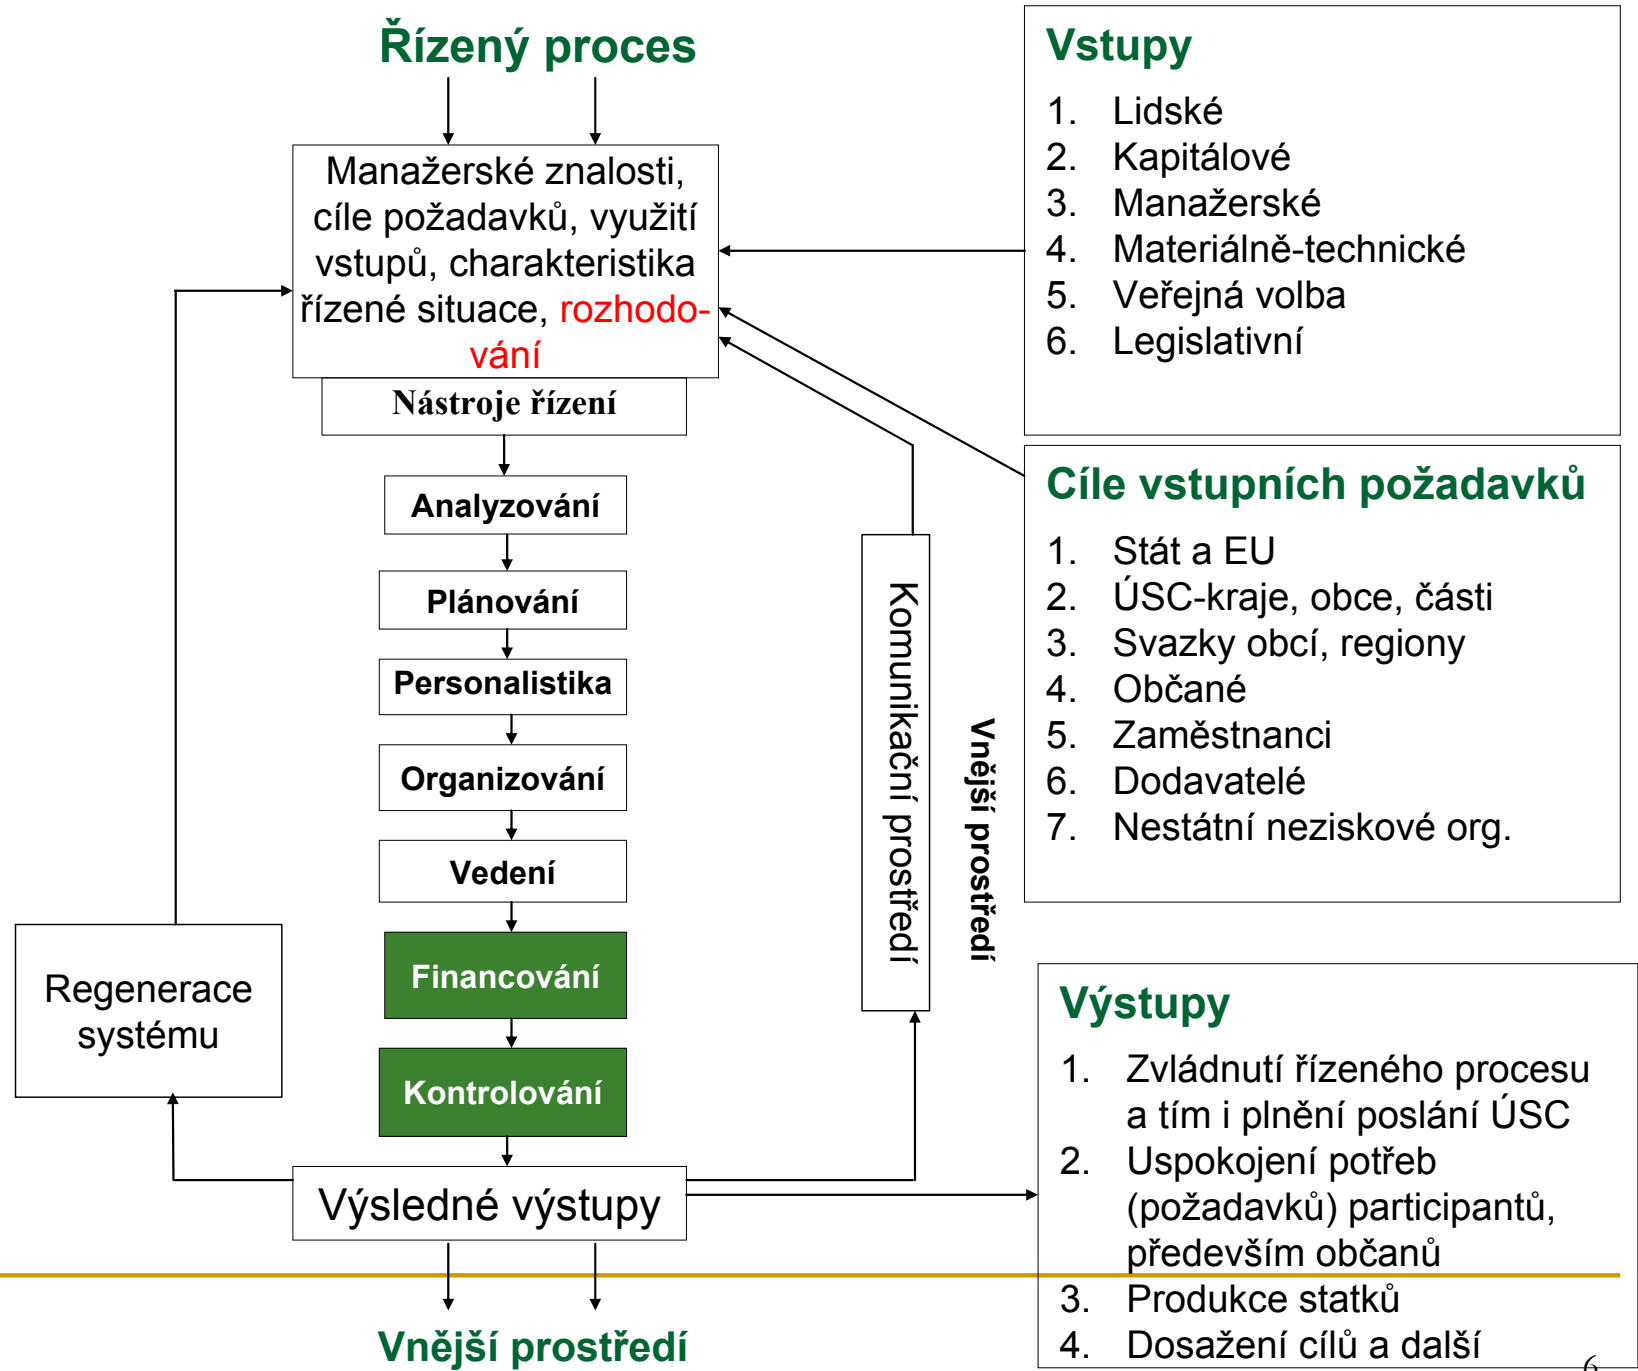 Řízený proces
Manažerské znalosti,
cíle požadavků, využití
vstupů, charakteristika
řízené situace, rozhodo-
vání
Nástroje řízení
Analyzování
Plánování
Personalistika
Organizování
Vedení
Financování
Kontrolování
Výsledné výstupy
Vnější prostředí
Regenerace
systému
Komunikační prostředí
Vnější prostředí
Vstupy
1. Lidské
2. Kapitálové
3. Manažerské
4. Materiálně-technické
5. Veřejná volba
6. Legislativní
Cíle vstupních požadavků
1. Stát a EU
2. ÚSC-kraje, obce, části
3. Svazky obcí, regiony
4. Občané
5. Zaměstnanci
6. Dodavatelé
7. Nestátní neziskové org.
Výstupy
1. Zvládnutí řízeného procesu
a tím i plnění poslání ÚSC
2. Uspokojení potřeb
(požadavků) participantů,
především občanů
3. Produkce statků
4. Dosažení cílů a další
6